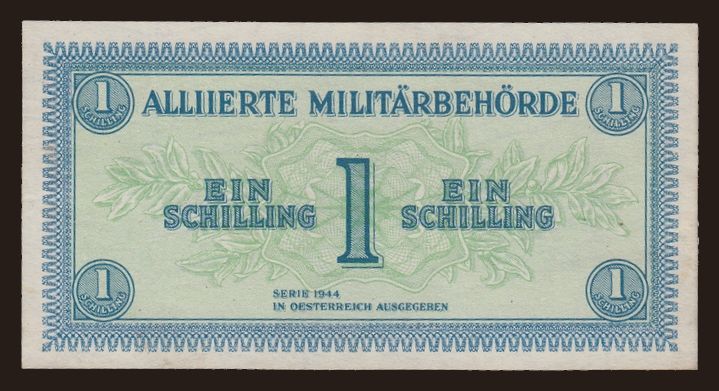 1 SCHILLING
1 SCHILLING
ALLIIERTE MILITÄRBEHÖRDE
EIN SCHILLING
1
EIN SCHILLING
SERIE 1944
IN OESTERREICH AUSGEGEBEN
1 SCHILLING
1 SCHILLING